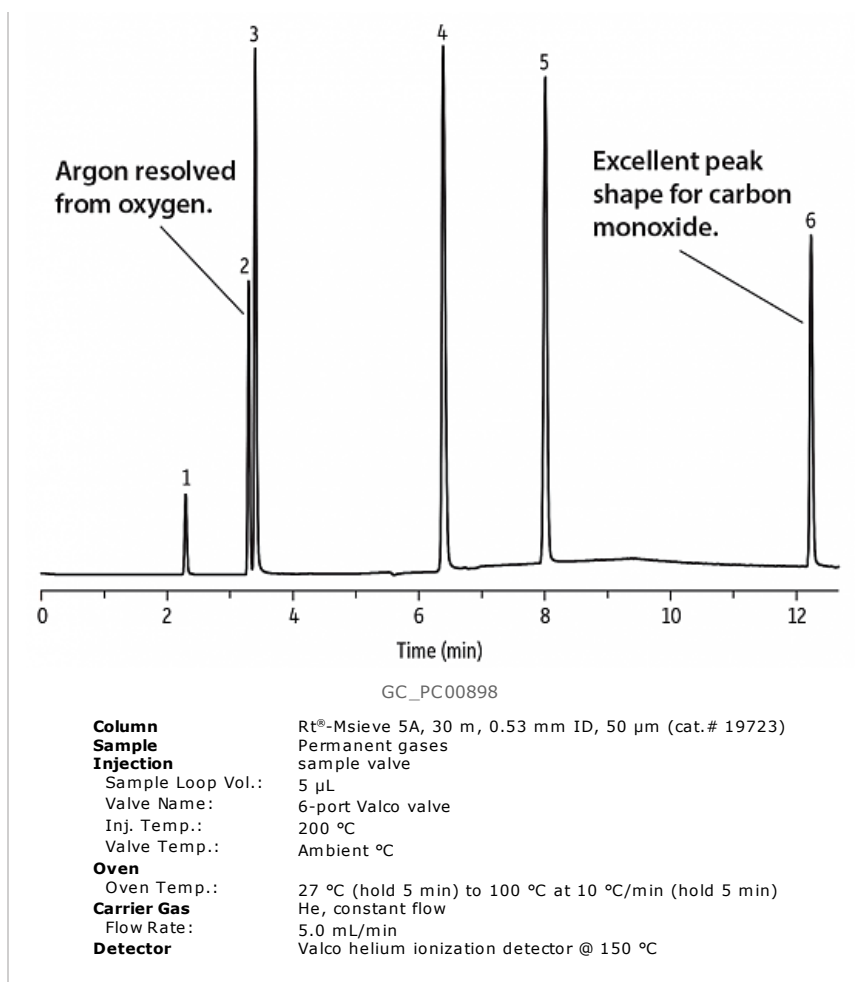 3
4
5
Argon resolved
from oxygen.
Excellent peak
shape for carbon
monoxide.
6
2
1
0 2 4 6 8 10 12
Time (min)
GC_PC00898
Column Rt®-Msieve 5A, 30 m, 0.53 mm ID, 50 µm (cat.# 19723)
Sample Permanent gases
Injection sample valve
Sample Loop Vol.: 5 µL
Valve Name: 6-port Valco valve
Inj. Temp.: 200 °C
Valve Temp.: Ambient °C
Oven
Oven Temp.: 27 °C (hold 5 min) to 100 °C at 10 °C/min (hold 5 min)
Carrier Gas He, constant flow
Flow Rate: 5.0 mL/min
Detector Valco helium ionization detector @ 150 °C